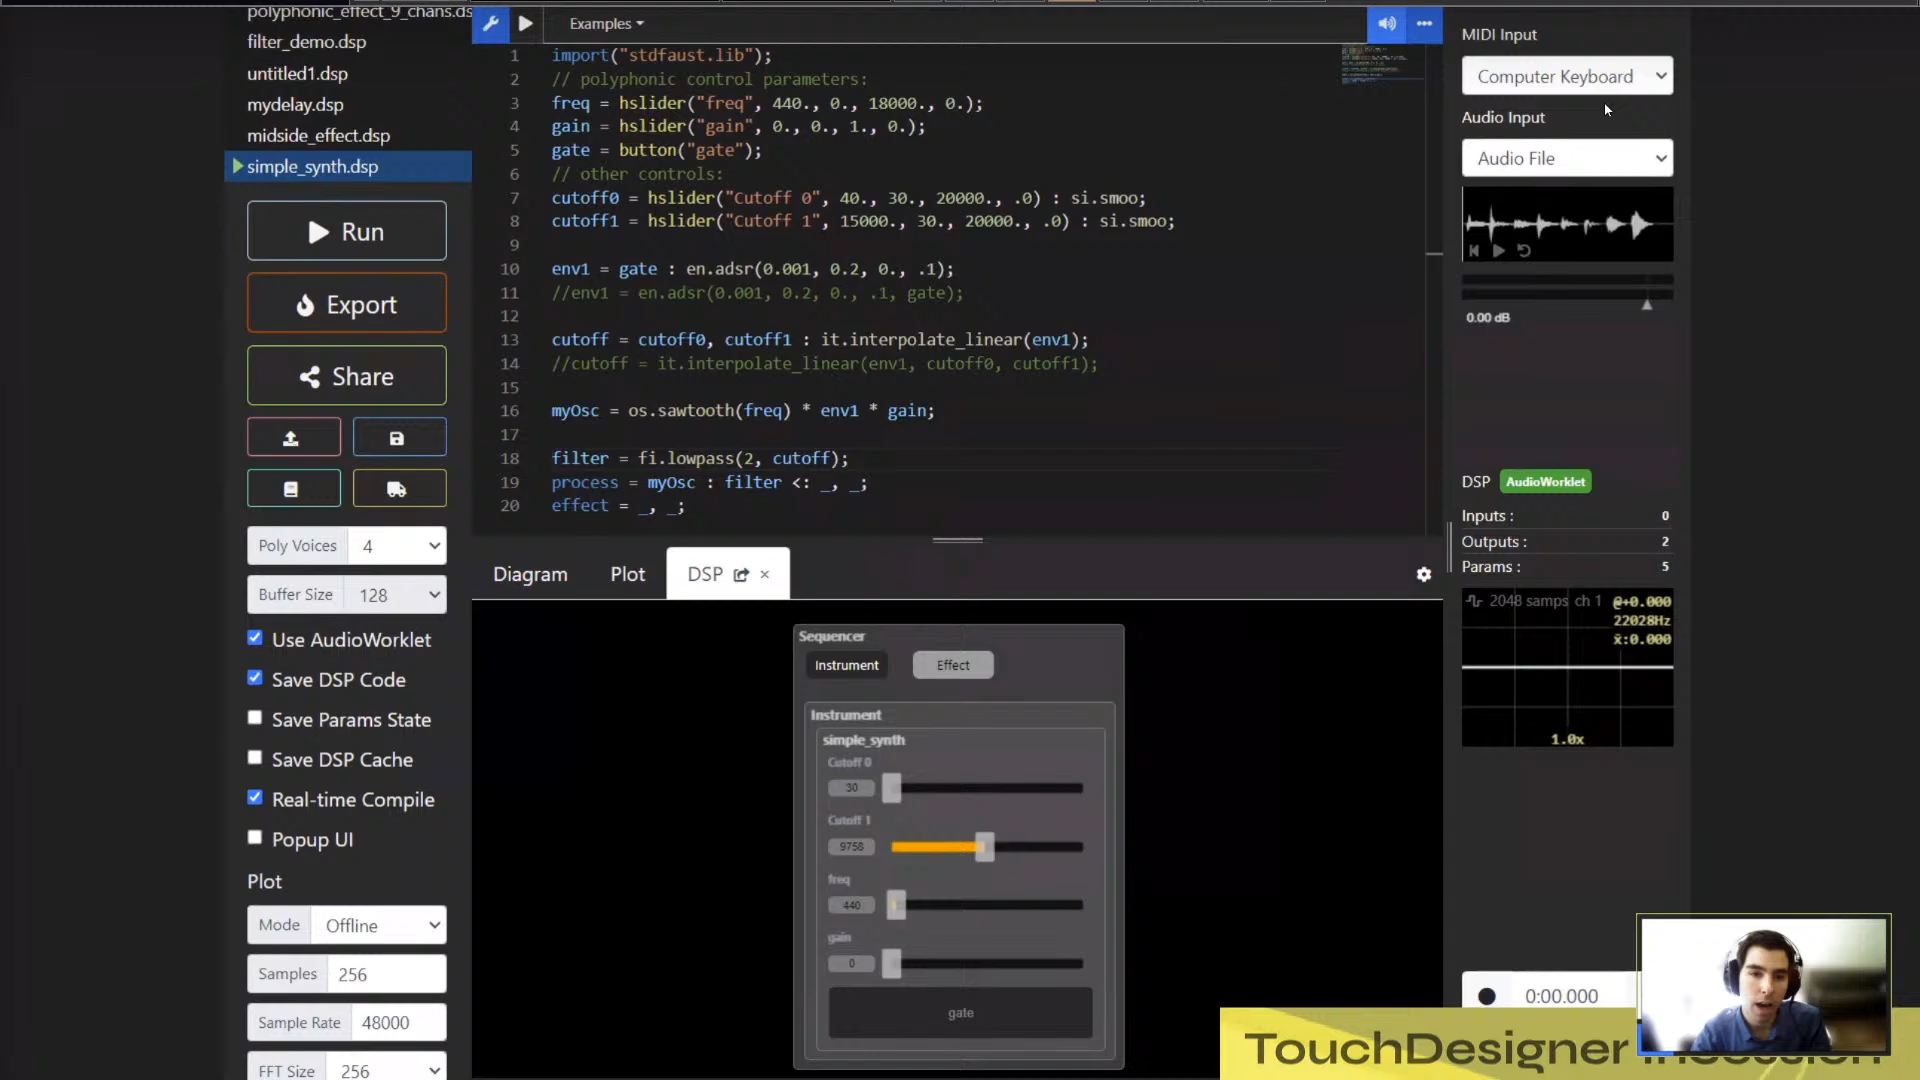 polyphonic_effect_9_chans.ds
filter_demo.dsp
untitled1.dsp
mydelay.dsp
midside_effect.dsp
simple_synth.dsp
Run
Export
Share
Poly Voices 4
Buffer Size 128
Use AudioWorklet
Save DSP Code
Save Params State
Save DSP Cache
Real-time Compile
Popup UI
Plot
Mode Offline
Samples 256
Sample Rate 48000
FFT Size 256
Examples
1 import("stdfaust.lib");
2 // polyphonic control parameters:
3 freq = hslider("freq", 440., 0., 18000., 0.);
4 gain = hslider("gain", 0., 0., 1., 0.);
5 gate = button("gate");
6 // other controls:
7 cutoff0 = hslider("Cutoff 0", 40., 30., 20000., .0) : si.smoo;
8 cutoff1 = hslider("Cutoff 1", 15000., 30., 20000., .0) : si.smoo;
9
10 env1 = gate : en.adsr(0.001, 0.2, 0., .1);
11 //env1 = en.adsr(0.001, 0.2, 0., .1, gate);
12
13 cutoff = cutoff0, cutoff1 : it.interpolate_linear(env1);
14 //cutoff = it.interpolate_linear(env1, cutoff0, cutoff1);
15
16 myOsc = os.sawtooth(freq) * env1 * gain;
17
18 filter = fi.lowpass(2, cutoff);
19 process = myOsc : filter <: _, _;
20 effect = _, _;
Diagram Plot DSP ×
Sequencer
Instrument Effect
Instrument
simple_synth
Cutoff 0
30
Cutoff 1
9758
freq
440
gain
0
gate
MIDI Input
Computer Keyboard
Audio Input
Audio File
0.00 dB
DSP AudioWorklet
Inputs : 0
Outputs : 2
Params : 5
2048 samps ch 1 @+0.000
22028Hz
x̄:0.000
1.0x
0:00.000
TouchDesigner